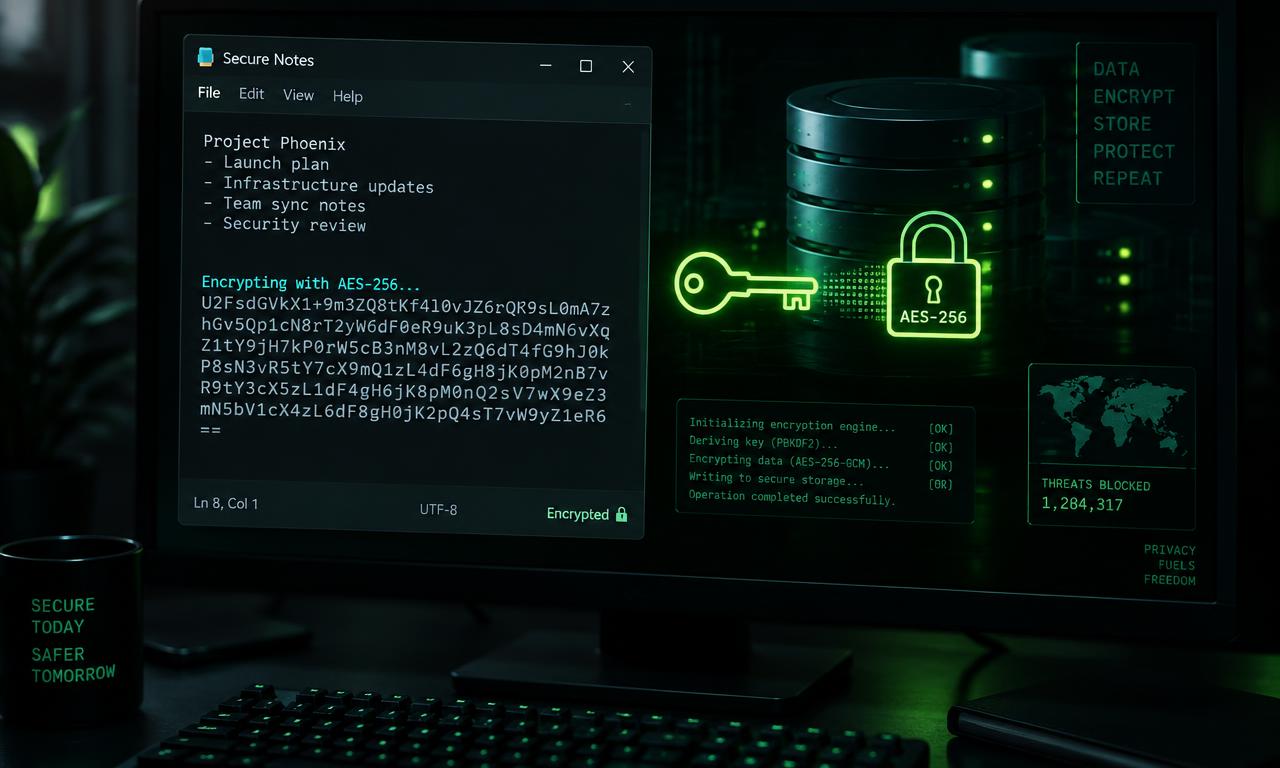 Secure Notes
File Edit View Help
Project Phoenix
- Launch plan
- Infrastructure updates
- Team sync notes
- Security review
Encrypting with AES-256...
U2FsdGVkX1+9m3ZQ8tKf4l0vJZ6rQR9sL0mA7z
hGv5Qp1cN8rT2yW6dF0eR9uK3pL8sD4mN6vXq
Z1tY9jH7kP0rW5cB3nM8vL2zQ6dT4fG9hJ0k
P8sN3vR5tY7cX9mQ1zL4dF6gH8jK0pM2nB7v
R9tY3cX5zL1dF4gH6jK8pM0nQ2sV7wX9eZ3
mN5bV1cX4zL6dF8gH0jK2pQ4sT7vW9yZ1eR6
==
Ln 8, Col 1 UTF-8 Encrypted
AES-256
DATA
ENCRYPT
STORE
PROTECT
REPEAT
Initializing encryption engine... [OK]
Deriving key (PBKDF2)... [OK]
Encrypting data (AES-256-GCM)... [OK]
Writing to secure storage... [0R]
Operation completed successfully.
THREATS BLOCKED
1,284,317
PRIVACY
FUELS
FREEDOM
SECURE
TODAY
SAFER
TOMORROW